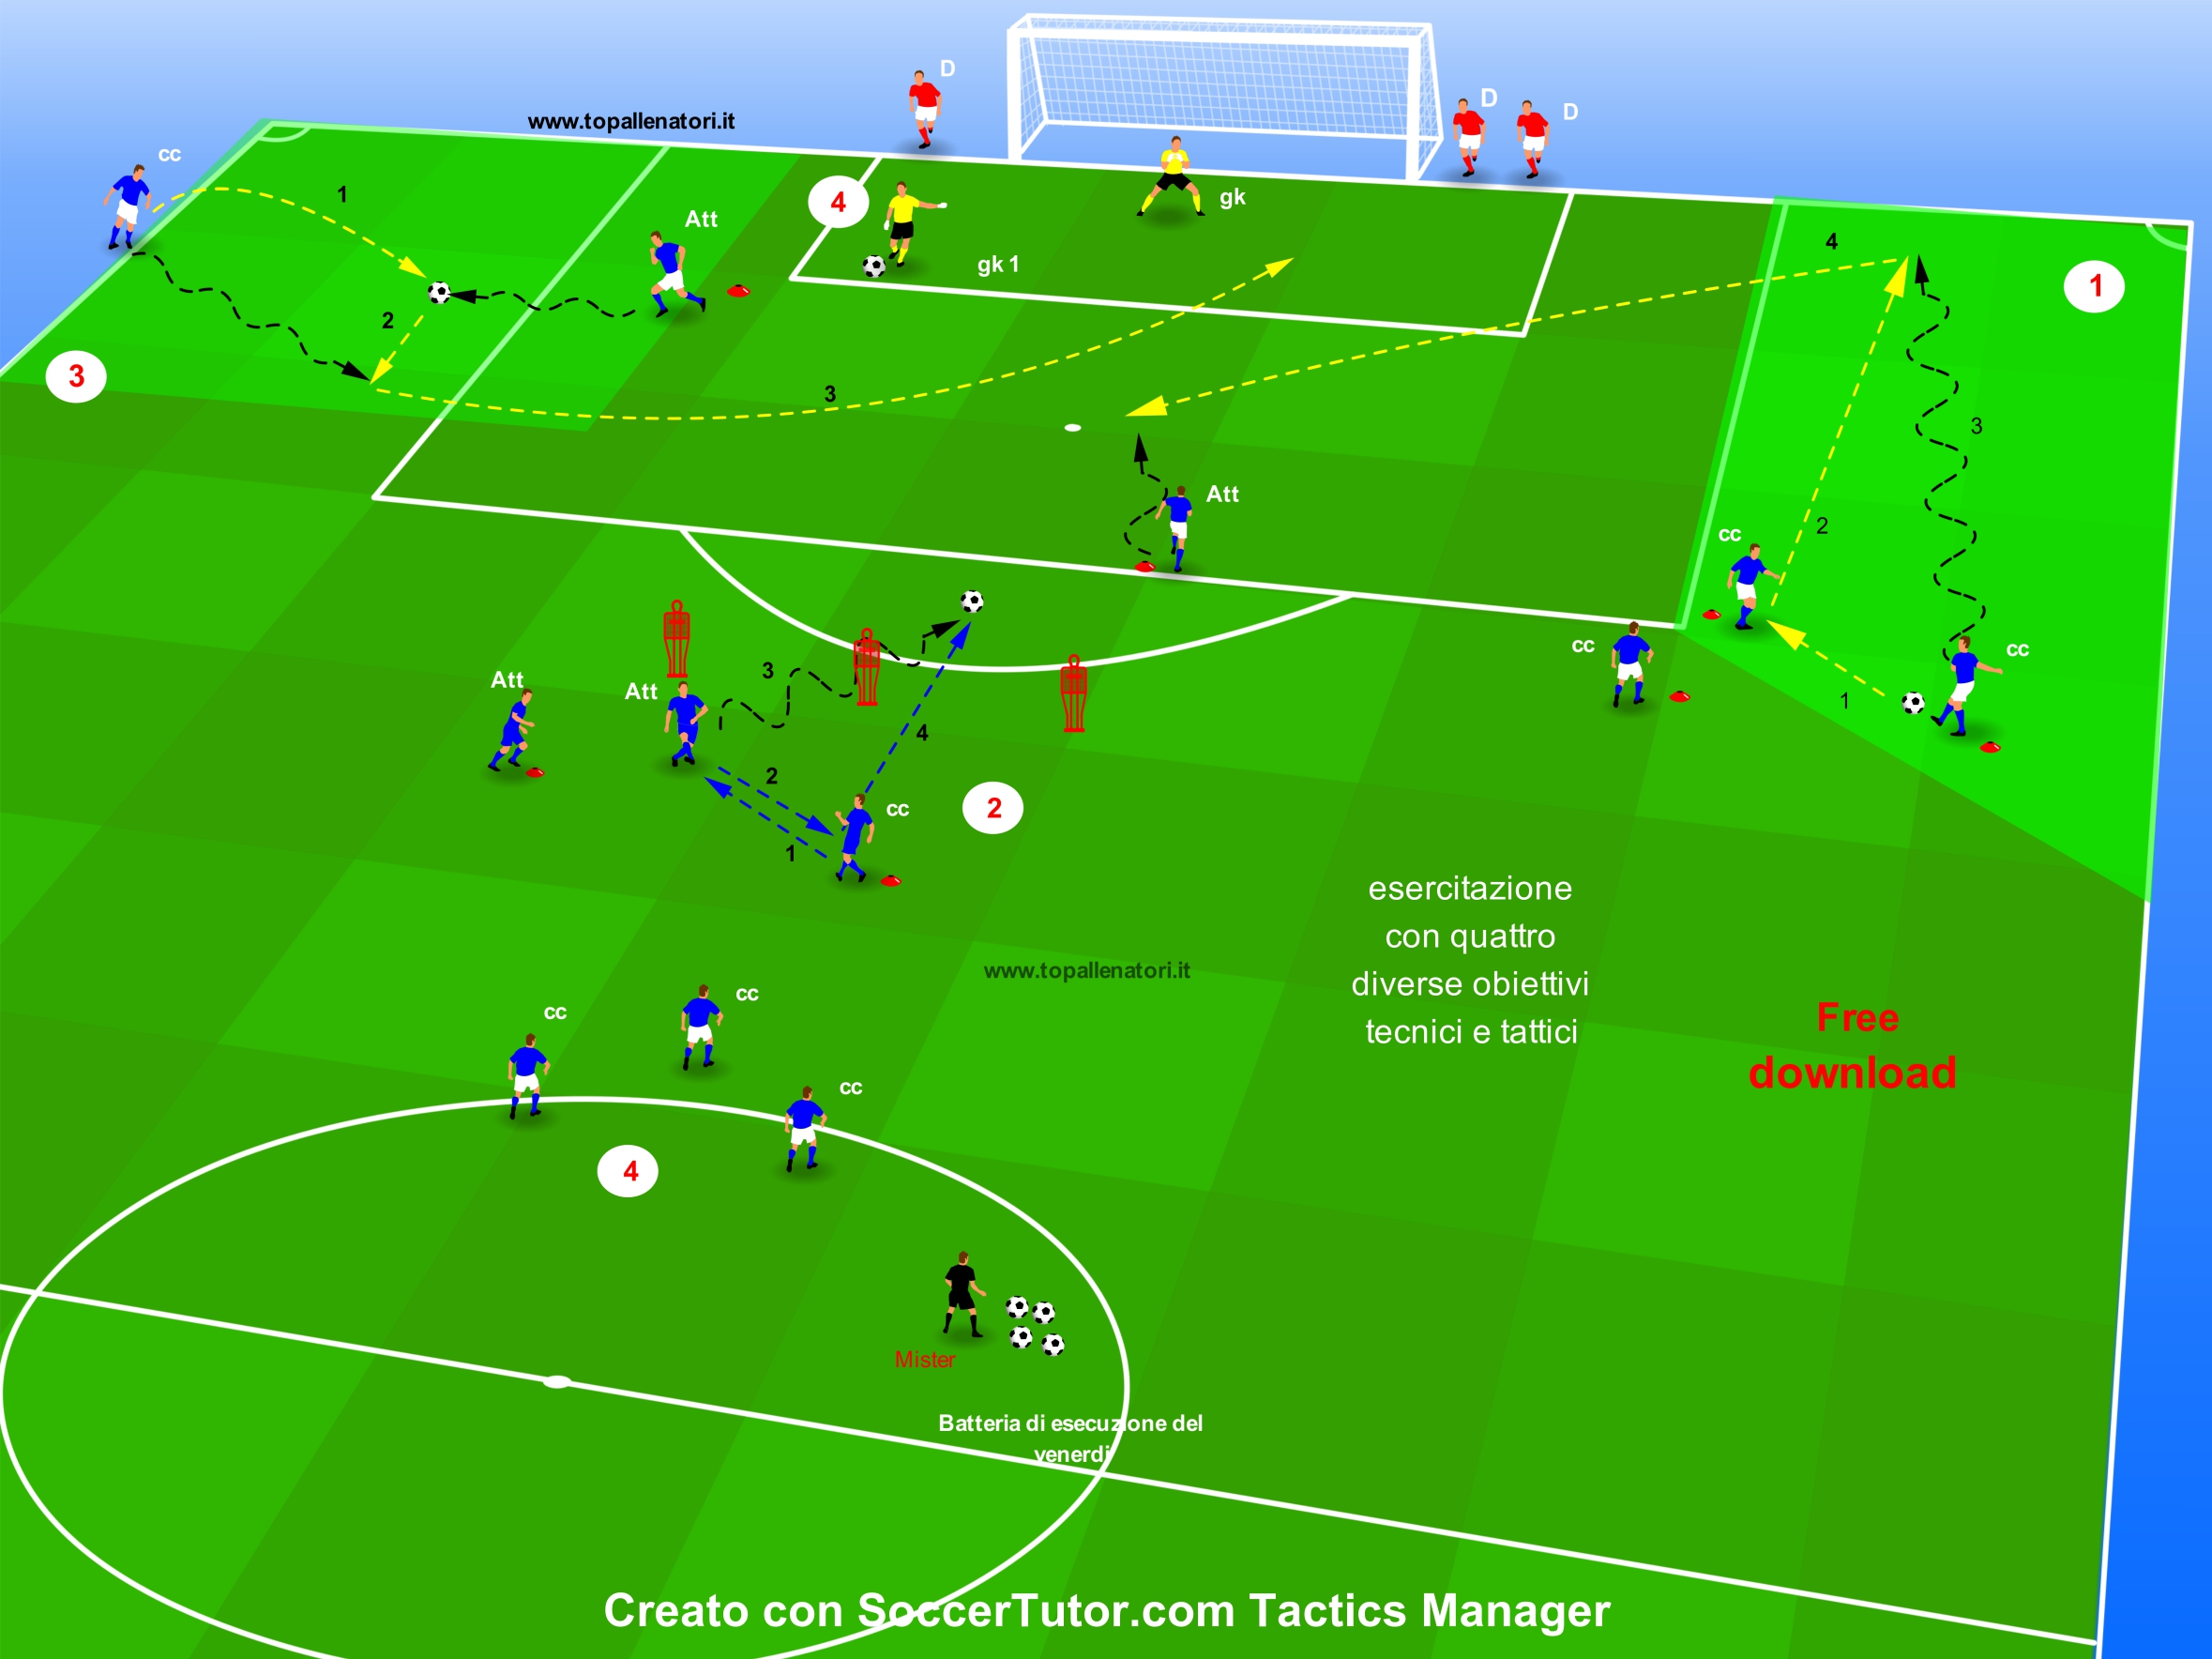 D
D
D
www.topallenatori.it
cc
1
4
gk
Att
4
gk 1
1
2
3
3
3
Att
2
cc
cc
cc
1
3
Att
Att
4
2
cc
2
1
esercitazione
con quattro
diverse obiettivi
tecnici e tattici
www.topallenatori.it
cc
cc
Free
download
cc
4
Mister
Batteria di esecuzione del
venerdi
Creato con SoccerTutor.com Tactics Manager